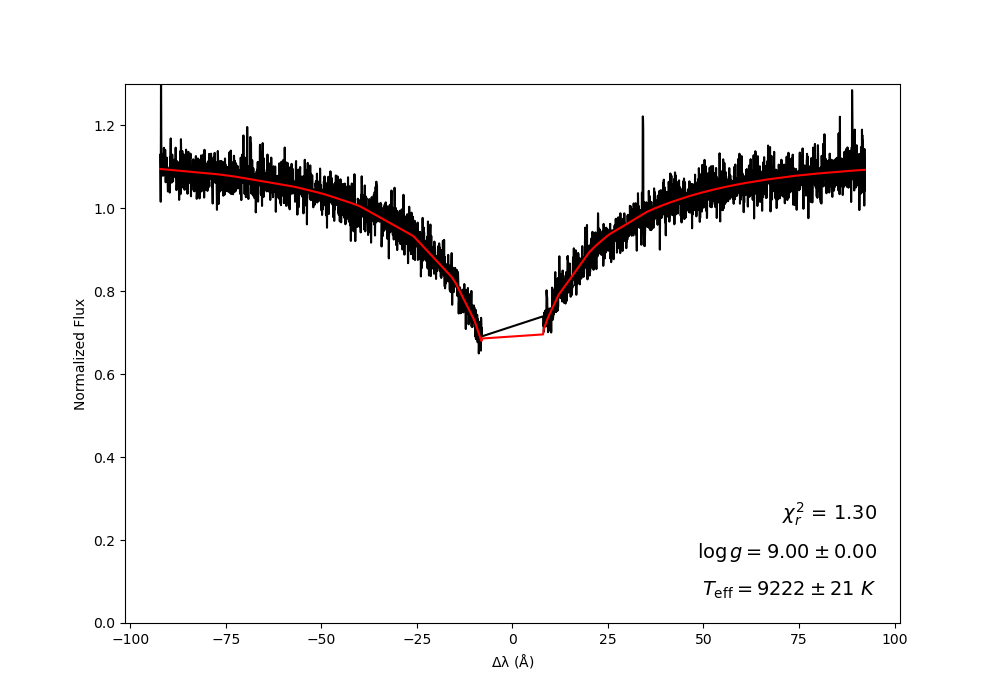 1.2
1.0
0.8
0.6
0.4
0.2
0.0
Normalized Flux
χ²ᵣ = 1.30
log g = 9.00 ± 0.00
T_eff = 9222 ± 21 K
−100 −75 −50 −25 0 25 50 75 100
Δλ (Å)